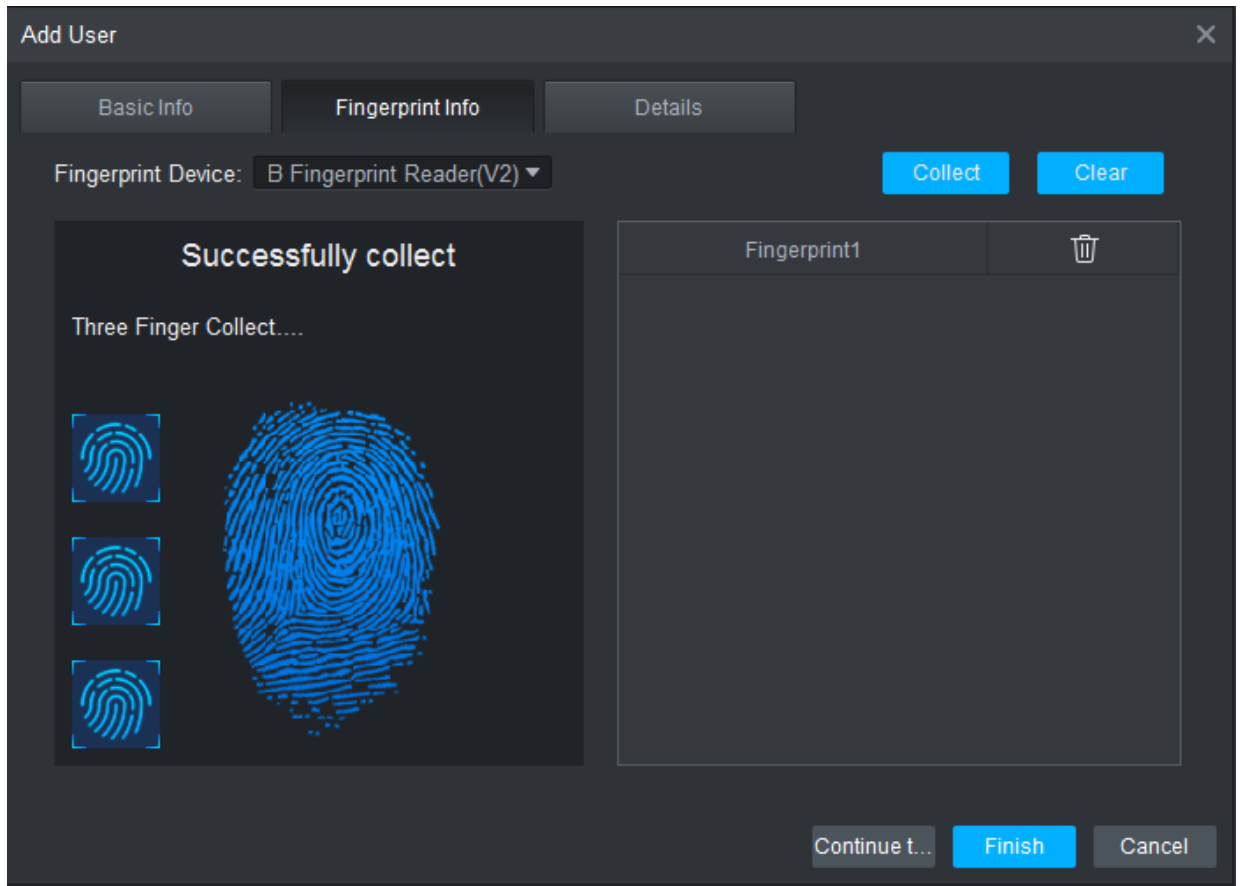 Add User
Basic Info
Fingerprint Info
Details
Fingerprint Device:
B Fingerprint Reader(V2)
Collect
Clear
Successfully collect
Three Finger Collect....
Fingerprint1
Continue t...
Finish
Cancel